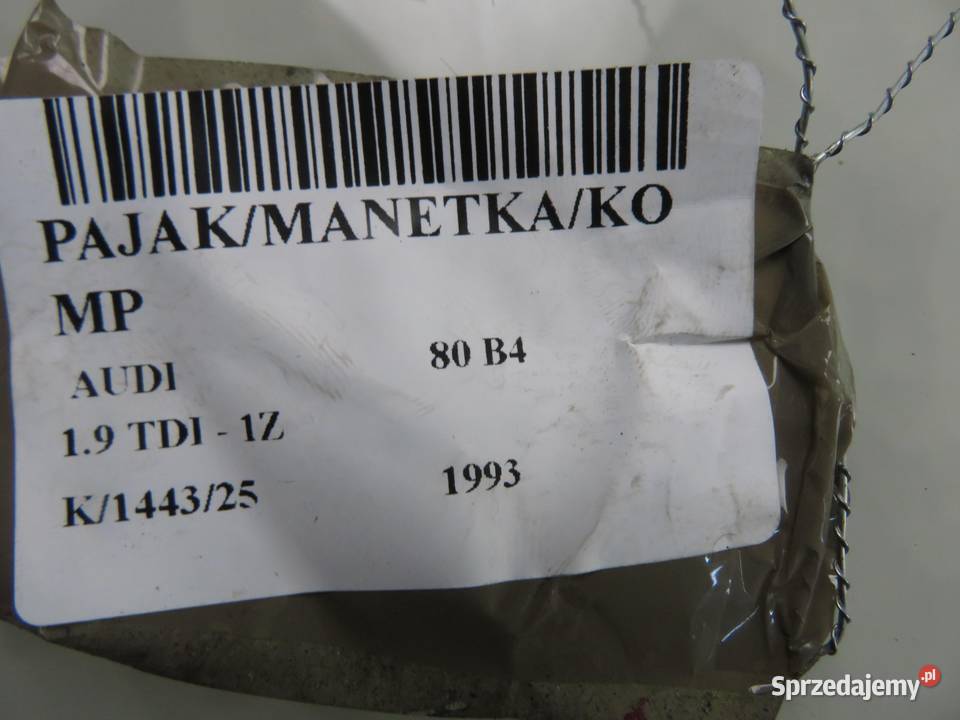 PAJAK/MANETKA/KO
MP
AUDI 80 B4
1.9 TDI - 1Z
K/1443/25 1993
Sprzedajemy.pl